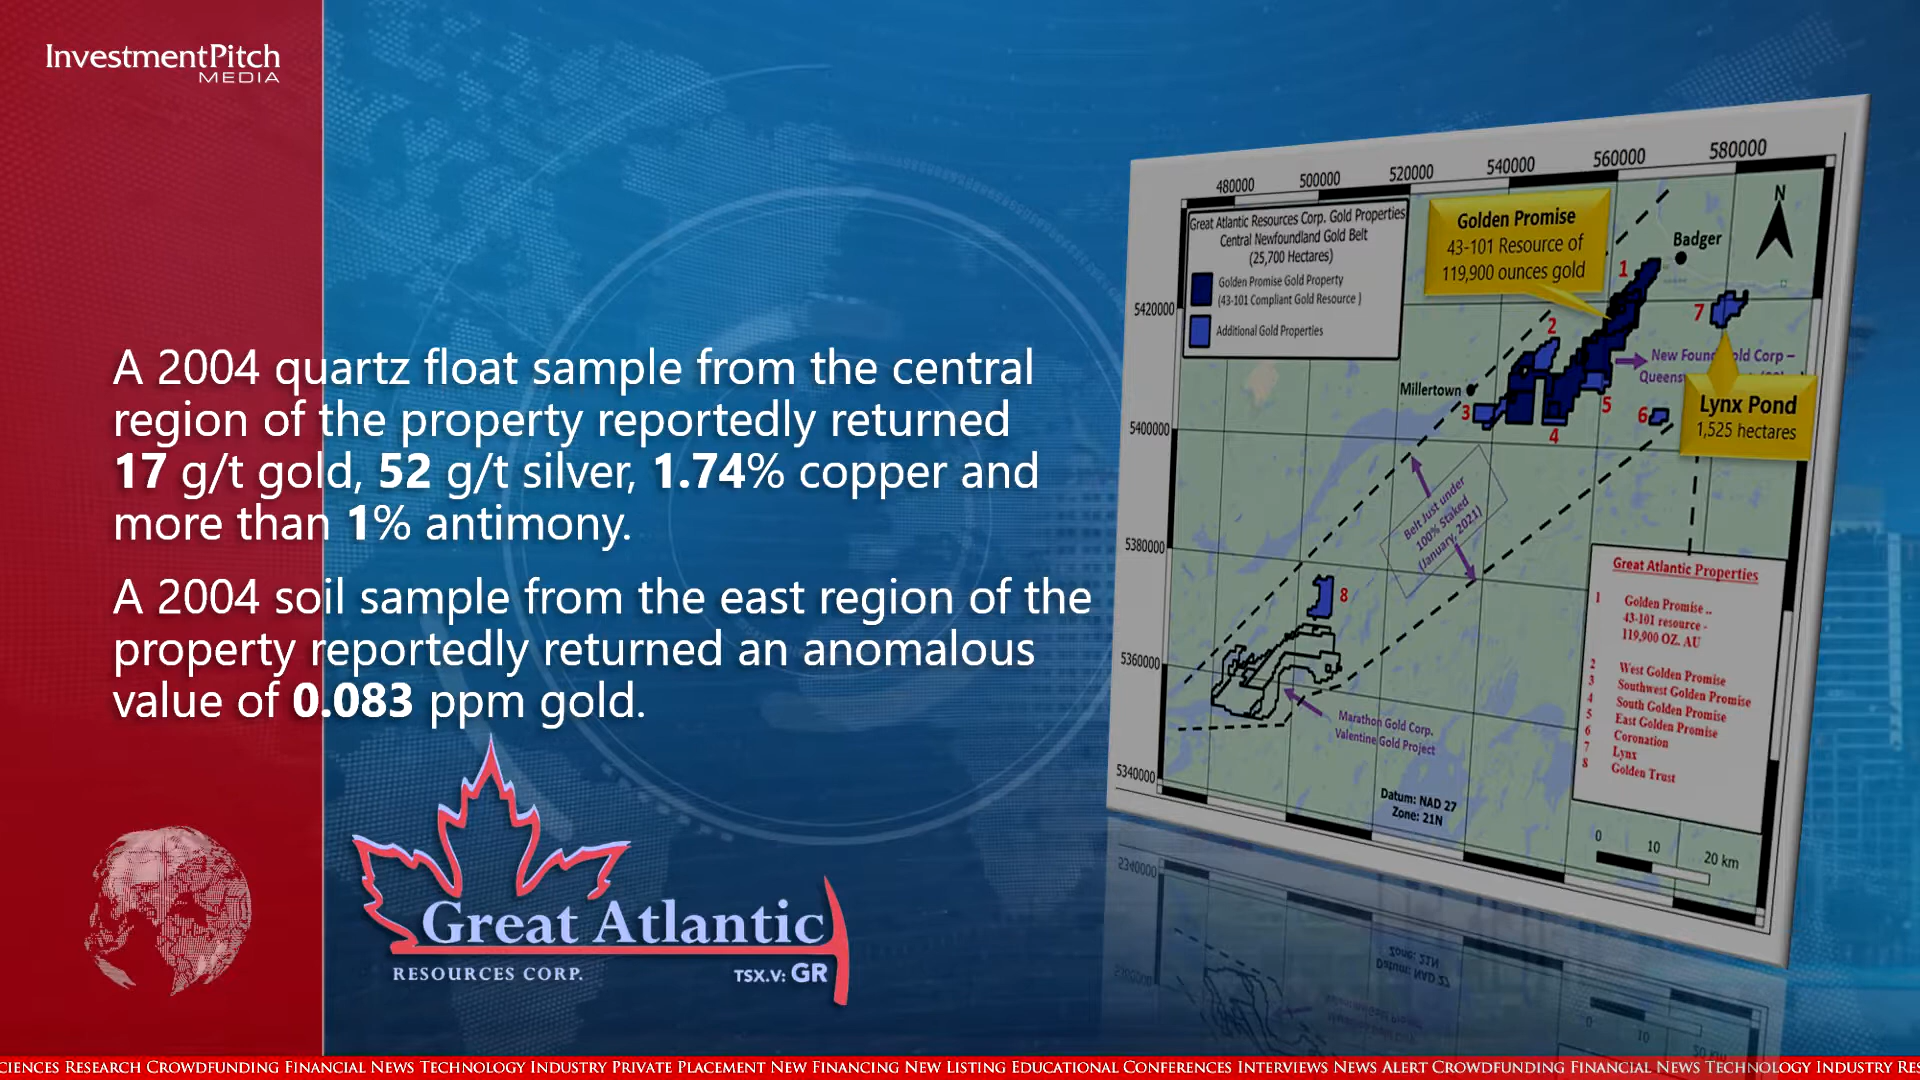 InvestmentPitch
MEDIA
A 2004 quartz float sample from the central
region of the property reportedly returned
17 g/t gold, 52 g/t silver, 1.74% copper and
more than 1% antimony.
A 2004 soil sample from the east region of the
property reportedly returned an anomalous
value of 0.083 ppm gold.
Great Atlantic
RESOURCES CORP.
TSX.V: GR
480000
500000
520000
540000
560000
580000
5420000
5400000
5380000
5360000
5340000
Great Atlantic Resources Corp. Gold Properties
Central Newfoundland Gold Belt
(25,700 Hectares)
Golden Promise Gold Property
(43-101 Compliant Gold Resource )
Additional Gold Properties
Golden Promise
43-101 Resource of
119,900 ounces gold
N
Badger
1
2
7
New Found Gold Corp –
Queens
Millertown
3
4
5
6
Lynx Pond
1,525 hectares
Belt Just under
100% Staked
(January, 2021)
8
Marathon Gold Corp.
Valentine Gold Project
Great Atlantic Properties
1 Golden Promise ..
43-101 resource -
119,900 OZ. AU
2 West Golden Promise
3 Southwest Golden Promise
4 South Golden Promise
5 East Golden Promise
6 Coronation
7 Lynx
8 Golden Trust
Datum: NAD 27
Zone: 21N
0 10 20 km
CIENCES RESEARCH CROWDFUNDING FINANCIAL NEWS TECHNOLOGY INDUSTRY PRIVATE PLACEMENT NEW FINANCING NEW LISTING EDUCATIONAL CONFERENCES INTERVIEWS NEWS ALERT CROWDFUNDING FINANCIAL NEWS TECHNOLOGY INDUSTRY RES